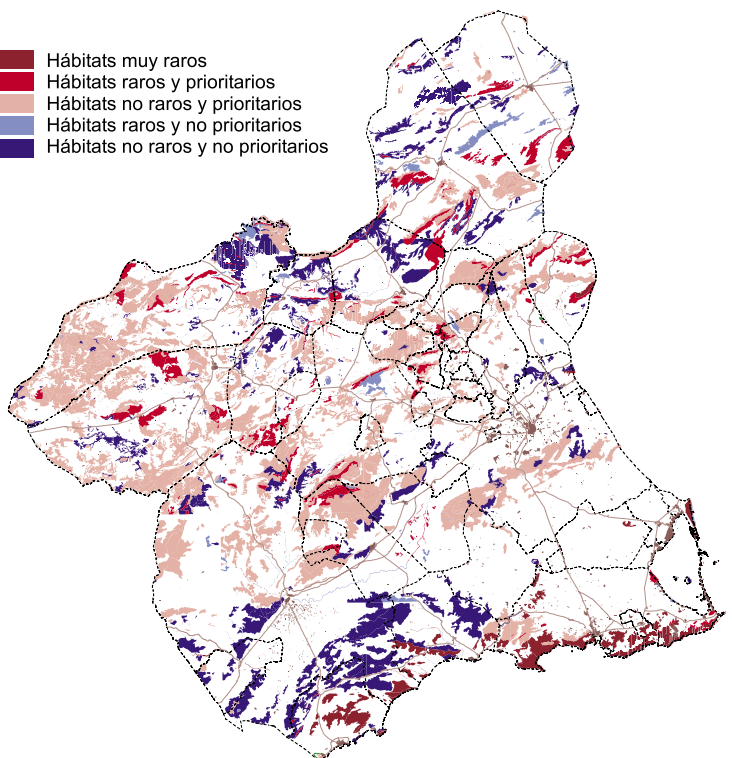 Hábitats muy raros
Hábitats raros y prioritarios
Hábitats no raros y prioritarios
Hábitats raros y no prioritarios
Hábitats no raros y no prioritarios